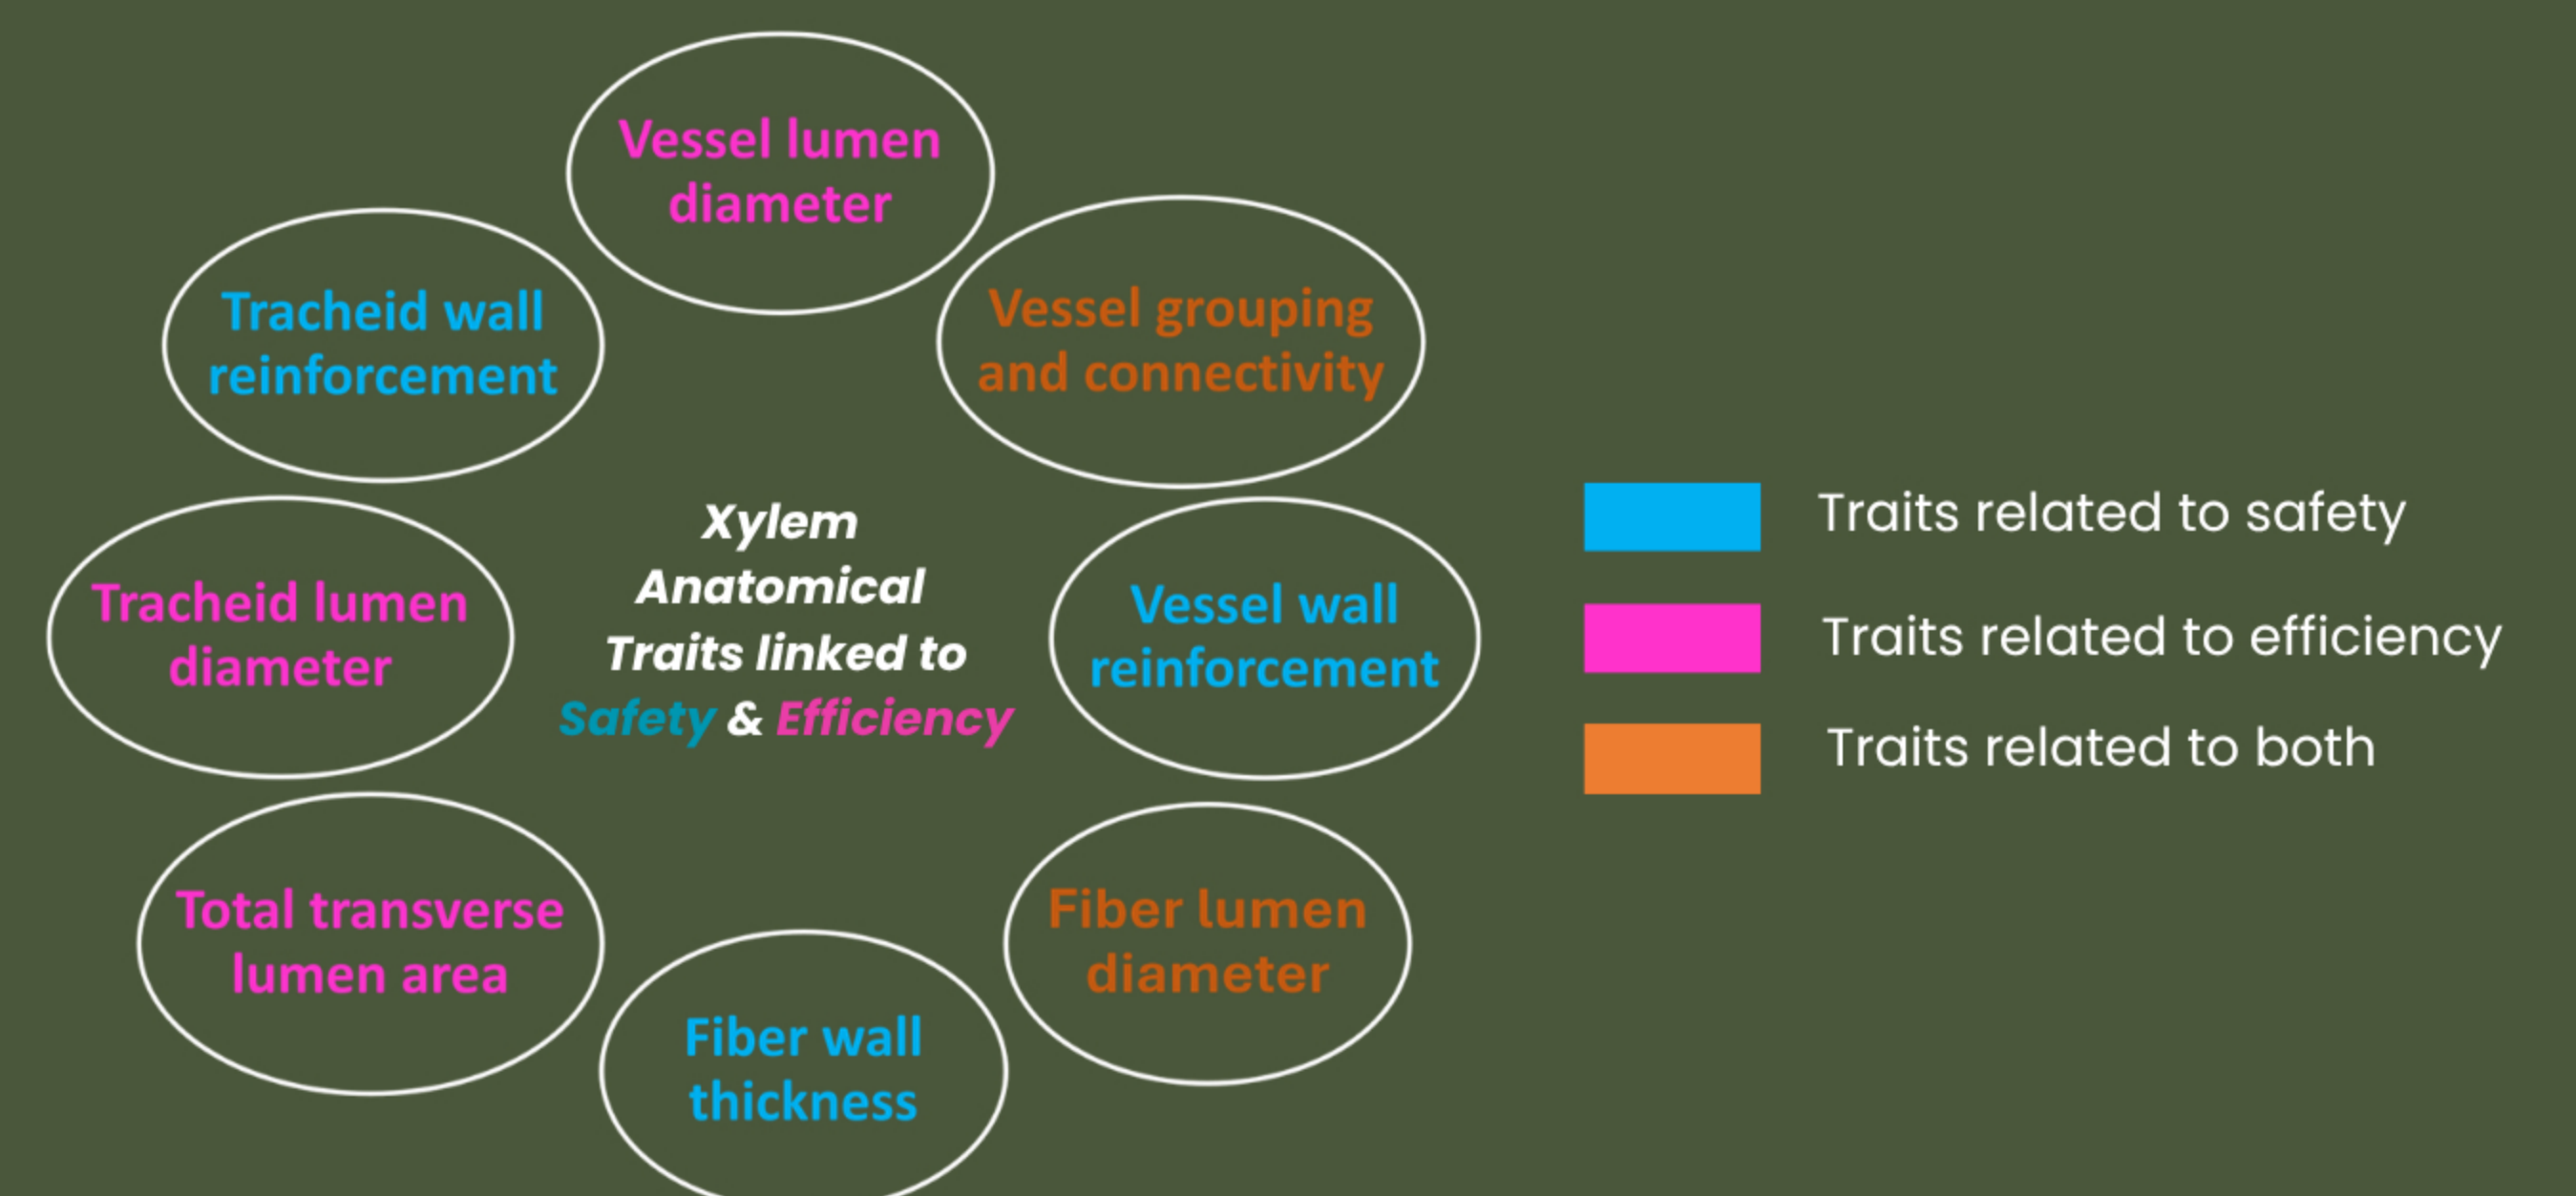 Vessel lumen
diameter
Vessel grouping
and connectivity
Tracheid wall
reinforcement
Xylem
Anatomical
Traits linked to
Safety & Efficiency
Tracheid lumen
diameter
Vessel wall
reinforcement
Total transverse
lumen area
Fiber wall
thickness
Fiber lumen
diameter
Traits related to safety
Traits related to efficiency
Traits related to both